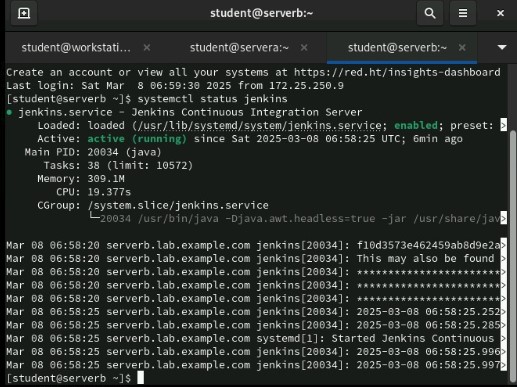 student@serverb:~
student@workstati... × student@servera:~ × student@serverb:~ ×
Create an account or view all your systems at https://red.ht/insights-dashboard
Last login: Sat Mar  8 06:59:30 2025 from 172.25.250.9
[student@serverb ~]$ systemctl status jenkins
● jenkins.service - Jenkins Continuous Integration Server
     Loaded: loaded (/usr/lib/systemd/system/jenkins.service; enabled; preset: >
     Active: active (running) since Sat 2025-03-08 06:58:25 UTC; 6min ago
   Main PID: 20034 (java)
      Tasks: 38 (limit: 10572)
     Memory: 309.1M
        CPU: 19.377s
     CGroup: /system.slice/jenkins.service
             └─20034 /usr/bin/java -Djava.awt.headless=true -jar /usr/share/jav>
Mar 08 06:58:20 serverb.lab.example.com jenkins[20034]: f10d3573e462459ab8d9e2a>
Mar 08 06:58:20 serverb.lab.example.com jenkins[20034]: This may also be found >
Mar 08 06:58:20 serverb.lab.example.com jenkins[20034]: ***********************>
Mar 08 06:58:20 serverb.lab.example.com jenkins[20034]: ***********************>
Mar 08 06:58:20 serverb.lab.example.com jenkins[20034]: ***********************>
Mar 08 06:58:25 serverb.lab.example.com jenkins[20034]: 2025-03-08 06:58:25.252>
Mar 08 06:58:25 serverb.lab.example.com jenkins[20034]: 2025-03-08 06:58:25.285>
Mar 08 06:58:25 serverb.lab.example.com systemd[1]: Started Jenkins Continuous >
Mar 08 06:58:25 serverb.lab.example.com jenkins[20034]: 2025-03-08 06:58:25.996>
Mar 08 06:58:25 serverb.lab.example.com jenkins[20034]: 2025-03-08 06:58:25.997>
[student@serverb ~]$